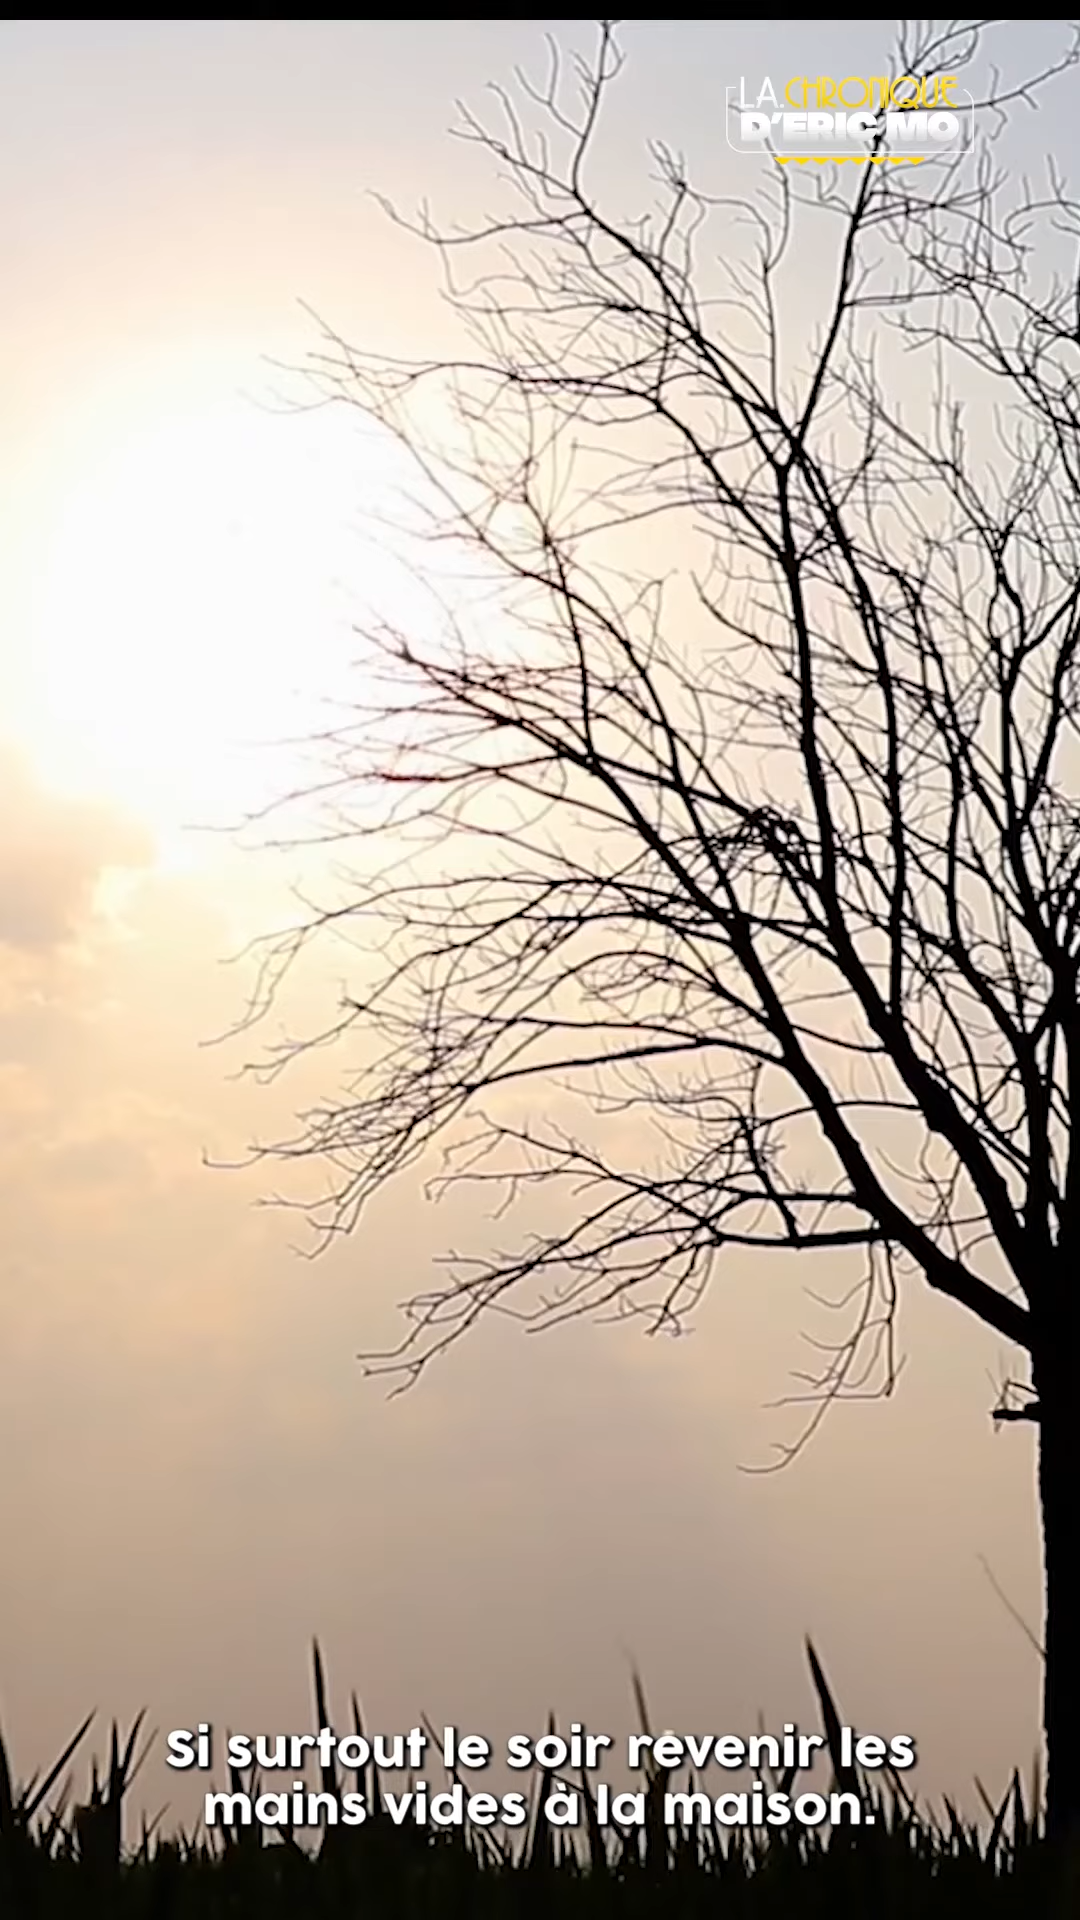 LA.CHRONIQUE
D'ERIC MO
Si surtout le soir revenir les
mains vides à la maison.